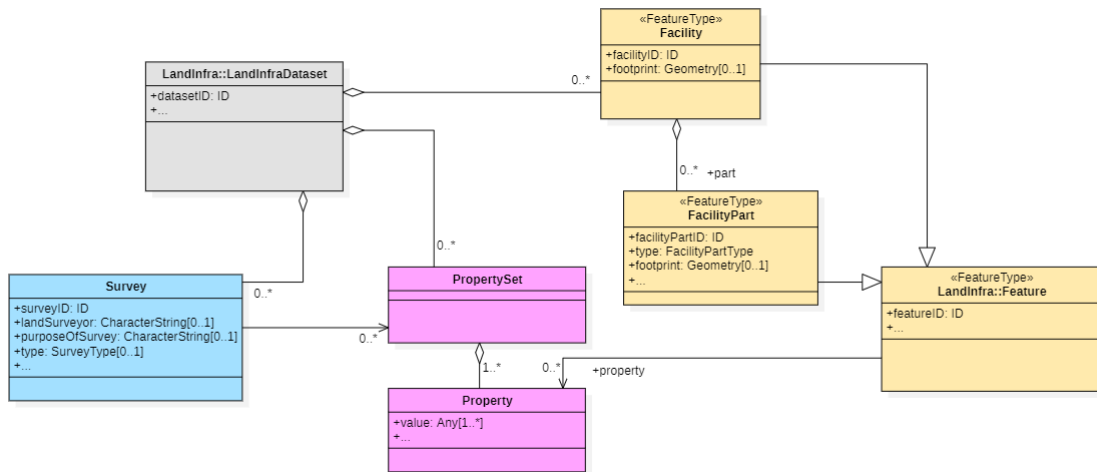 «FeatureType»
Facility
+facilityID: ID
+footprint: Geometry[0..1]
LandInfra::LandInfraDataset
+datasetID: ID
+...
0..*
0..*
+part
«FeatureType»
FacilityPart
+facilityPartID: ID
+type: FacilityPartType
+footprint: Geometry[0..1]
+...
0..*
PropertySet
Survey
+surveyID: ID
+landSurveyor: CharacterString[0..1]
+purposeOfSurvey: CharacterString[0..1]
+type: SurveyType[0..1]
+...
0..*
0..*
«FeatureType»
LandInfra::Feature
+featureID: ID
+...
1..*
0..*
+property
Property
+value: Any[1..*]
+...